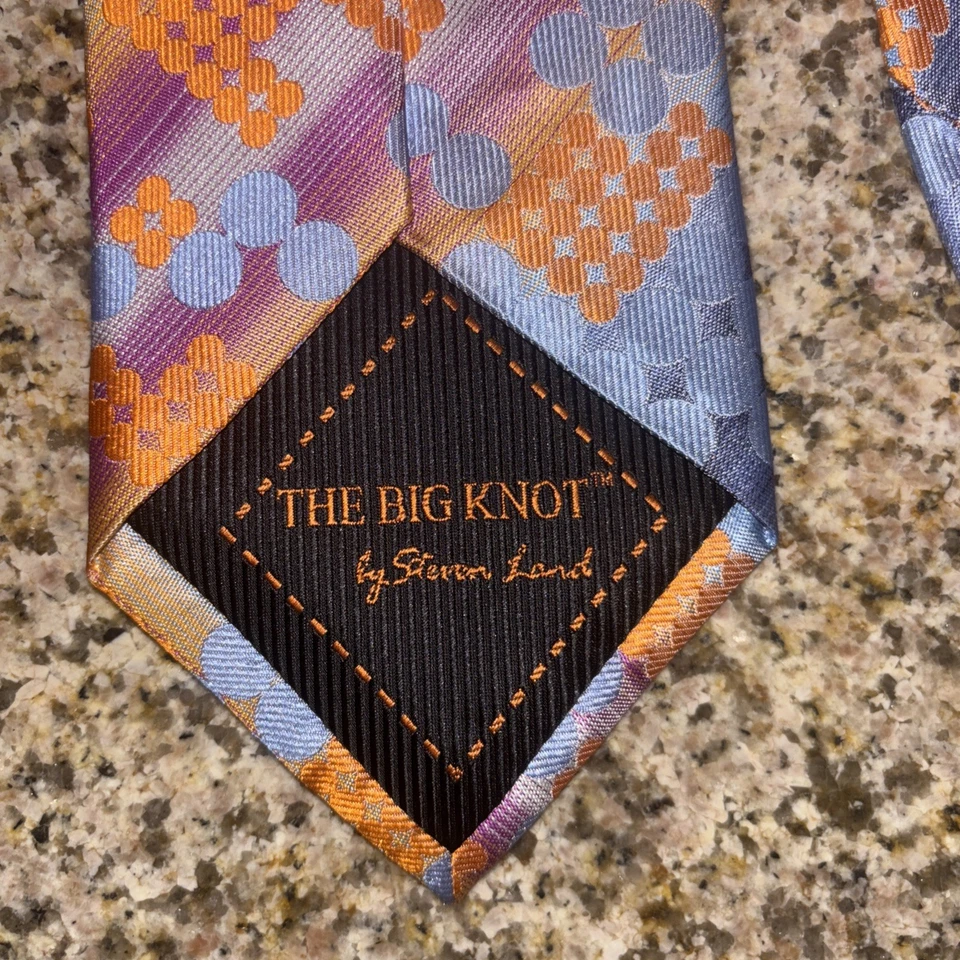 THE BIG KNOT™
by Steven Land